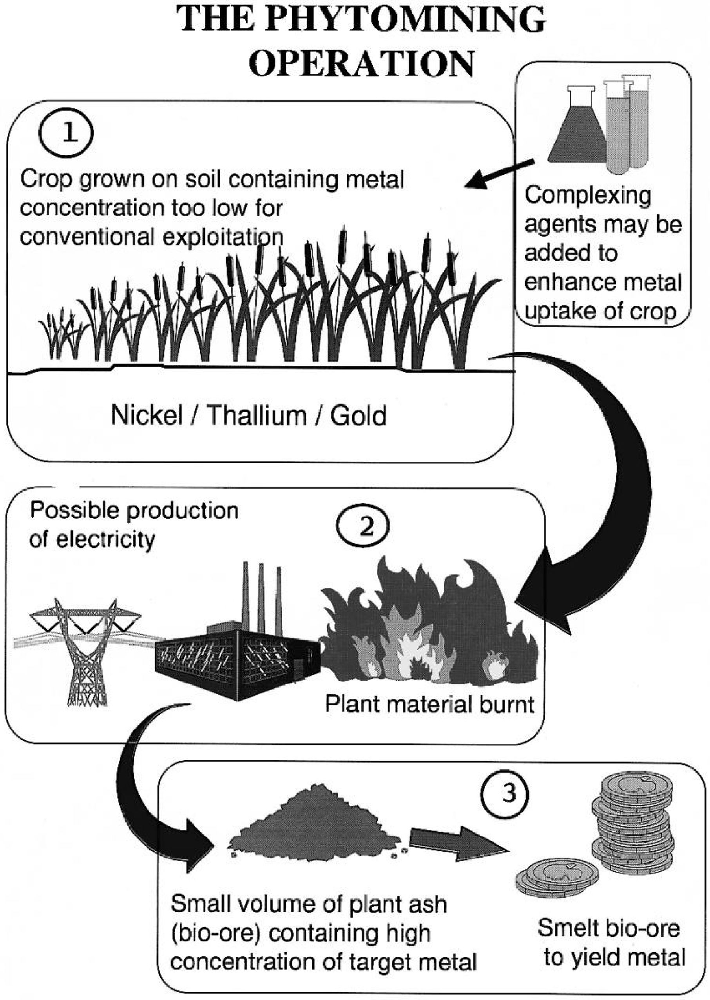 THE PHYTOMINING
OPERATION
1
Crop grown on soil containing metal
concentration too low for
conventional exploitation
Complexing
agents may be
added to
enhance metal
uptake of crop
Nickel / Thallium / Gold
Possible production
of electricity
2
Plant material burnt
3
Small volume of plant ash
(bio-ore) containing high
concentration of target metal
Smelt bio-ore
to yield metal